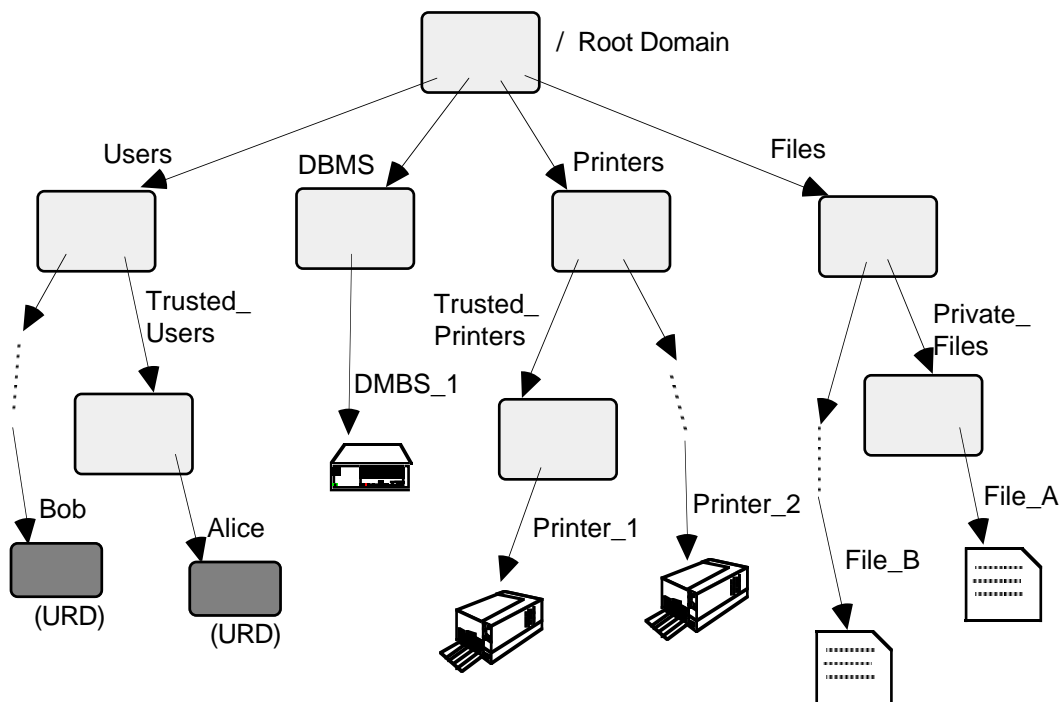 / Root Domain
Users
DBMS
Printers
Files
Trusted_
Users
Trusted_
Printers
Private_
Files
DMBS_1
Bob
Alice
Printer_1
Printer_2
File_B
File_A
(URD)
(URD)